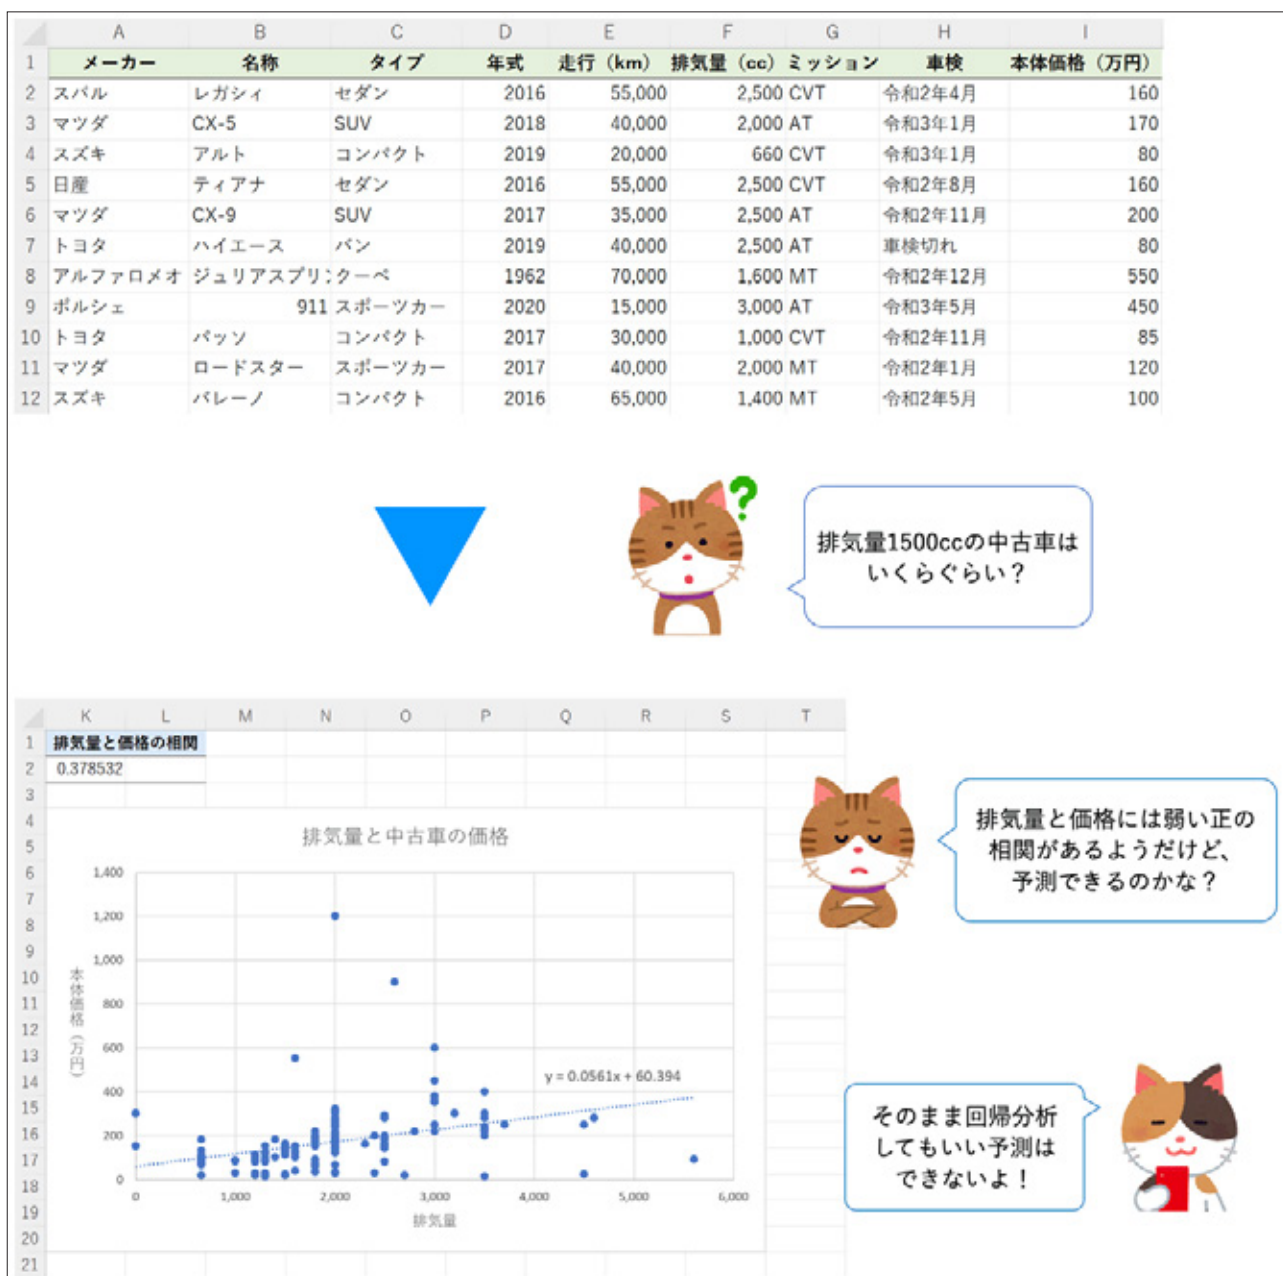 A B C D E F G H I
1 メーカー 名称 タイプ 年式 走行（km） 排気量（cc） ミッション 車検 本体価格（万円）
2 スバル レガシィ セダン 2016 55,000 2,500 CVT 令和2年4月 160
3 マツダ CX-5 SUV 2018 40,000 2,000 AT 令和3年1月 170
4 スズキ アルト コンパクト 2019 20,000 660 CVT 令和3年1月 80
5 日産 ティアナ セダン 2016 55,000 2,500 CVT 令和2年8月 160
6 マツダ CX-9 SUV 2017 35,000 2,500 AT 令和2年11月 200
7 トヨタ ハイエース バン 2019 40,000 2,500 AT 車検切れ 80
8 アルファロメオ ジュリアスプリン クーペ 1962 70,000 1,600 MT 令和2年12月 550
9 ポルシェ 911 スポーツカー 2020 15,000 3,000 AT 令和3年5月 450
10 トヨタ パッソ コンパクト 2017 30,000 1,000 CVT 令和2年11月 85
11 マツダ ロードスター スポーツカー 2017 40,000 2,000 MT 令和2年1月 120
12 スズキ バレーノ コンパクト 2016 65,000 1,400 MT 令和2年5月 100
?
排気量1500ccの中古車は
いくらぐらい？
K L M N O P Q R S T
1 排気量と価格の相関
2 0.378532
3
4
5
6
7
8
9
10
11
12
13
14
15
16
17
18
19
20
21
排気量と中古車の価格
本体価格（万円）
1,400
1,200
1,000
800
600
400
200
0
y = 0.0561x + 60.394
0 1,000 2,000 3,000 4,000 5,000 6,000
排気量
排気量と価格には弱い正の
相関があるようだけど、
予測できるのかな？
そのまま回帰分析
してもいい予測は
できないよ！